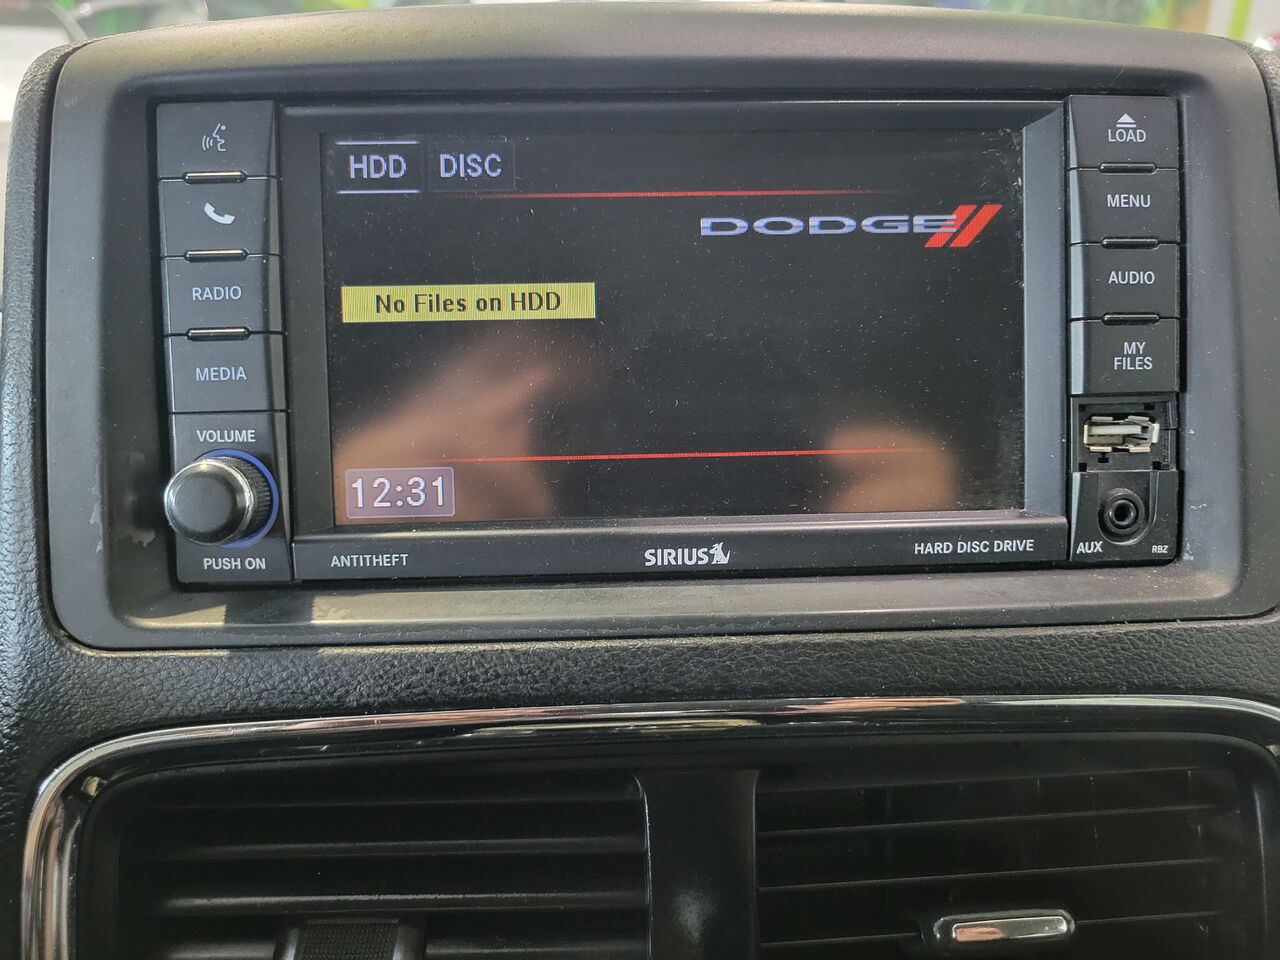 HDD DISC
DODGE
No Files on HDD
12:31
RADIO
MEDIA
VOLUME
PUSH ON
ANTITHEFT
SIRIUS
HARD DISC DRIVE
LOAD
MENU
AUDIO
MY
FILES
AUX RBZ